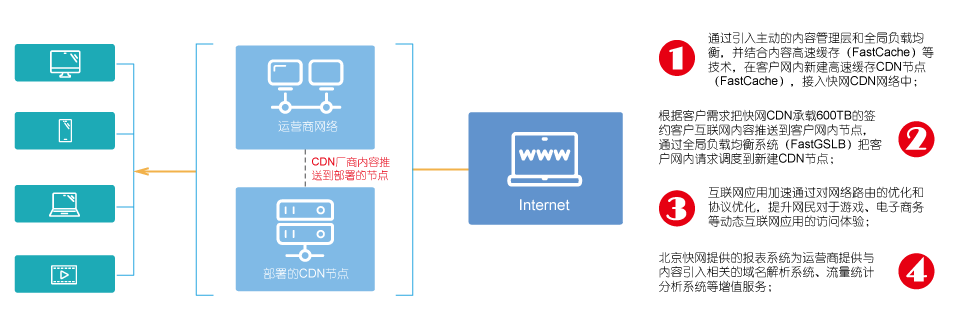 运营商网络
CDN厂商内容推
送到部署的节点
部署的CDN节点
WWW
Internet
1
通过引入主动的内容管理层和全局负载均
衡，并结合内容高速缓存（FastCache）等
技术，在客户网内新建高速缓存CDN节点
（FastCache），接入快网CDN网络中；
根据客户需求把快网CDN承载600TB的签
约客户互联网内容推送到客户网内节点，
通过全局负载均衡系统（FastGSLB）把客
户网内请求调度到新建CDN节点；
2
3
互联网应用加速通过对网络路由的优化和
协议优化，提升网民对于游戏、电子商务
等动态互联网应用的访问体验；
北京快网提供的报表系统为运营商提供与
内容引入相关的域名解析系统、流量统计
分析系统等增值服务；
4